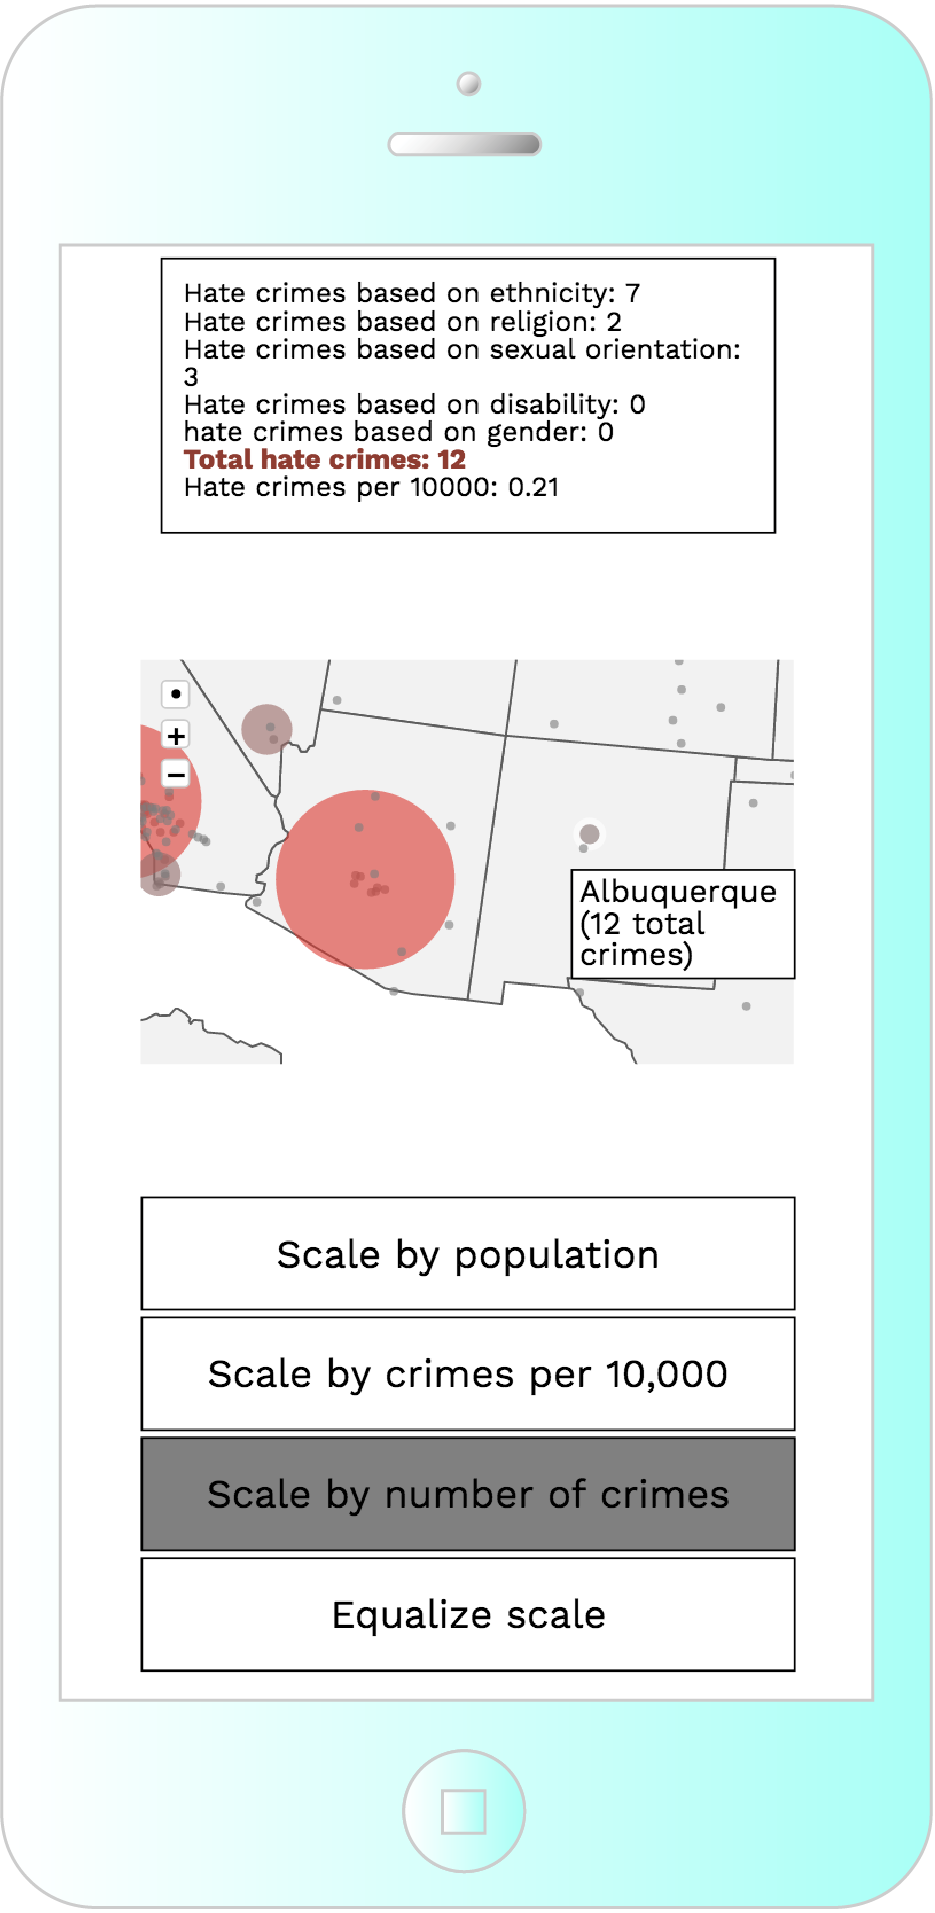 Hate crimes based on ethnicity: 7
Hate crimes based on religion: 2
Hate crimes based on sexual orientation:
3
Hate crimes based on disability: 0
hate crimes based on gender: 0
Total hate crimes: 12
Hate crimes per 10000: 0.21
+
−
Albuquerque
(12 total
crimes)
Scale by population
Scale by crimes per 10,000
Scale by number of crimes
Equalize scale